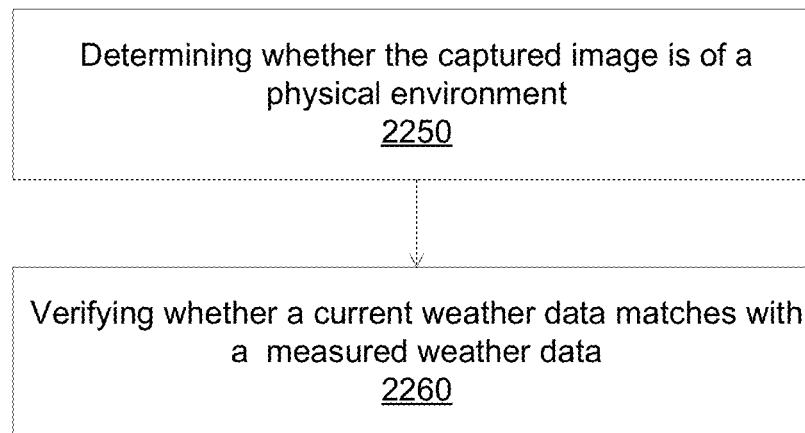 Determining whether the captured image is of a
physical environment
2250
Verifying whether a current weather data matches with
a measured weather data
2260